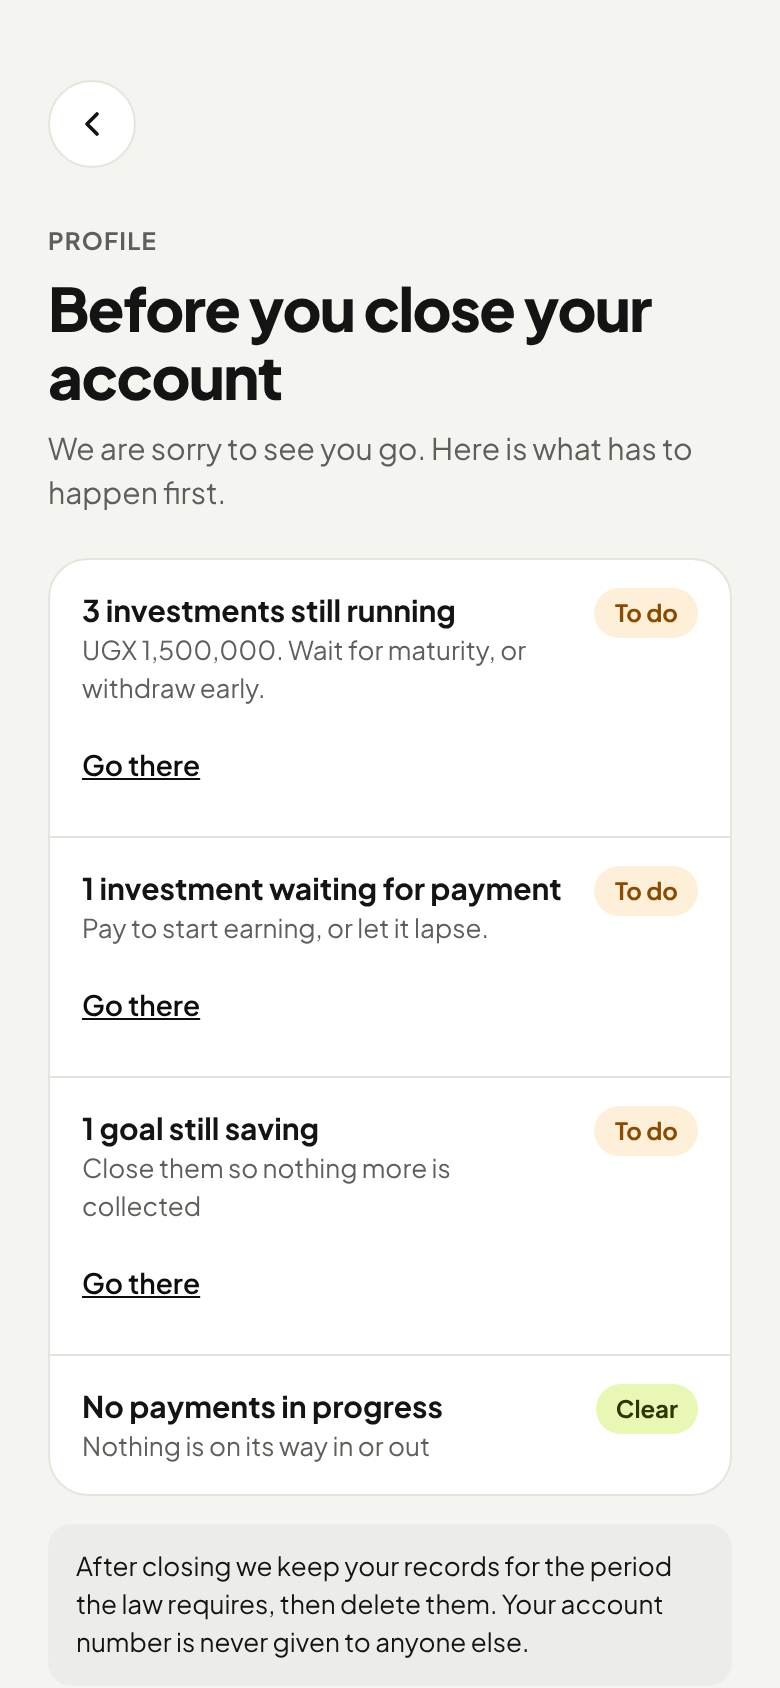 PROFILE
Before you close your
account
We are sorry to see you go. Here is what has to
happen first.
3 investments still running
To do
UGX 1,500,000. Wait for maturity, or
withdraw early.
Go there
1 investment waiting for payment
To do
Pay to start earning, or let it lapse.
Go there
1 goal still saving
To do
Close them so nothing more is
collected
Go there
No payments in progress
Clear
Nothing is on its way in or out
After closing we keep your records for the period
the law requires, then delete them. Your account
number is never given to anyone else.